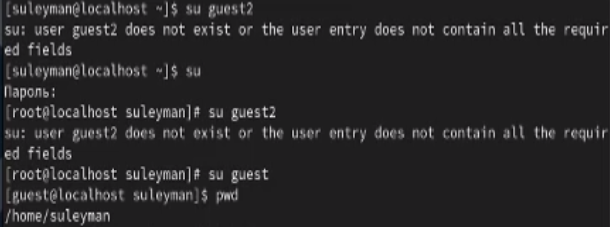 [suleyman@localhost ~]$ su guest2
su: user guest2 does not exist or the user entry does not contain all the requir
ed fields
[suleyman@localhost ~]$ su
Пароль:
[root@localhost suleyman]# su guest2
su: user guest2 does not exist or the user entry does not contain all the requir
ed fields
[root@localhost suleyman]# su guest
[guest@localhost suleyman]$ pwd
/home/suleyman